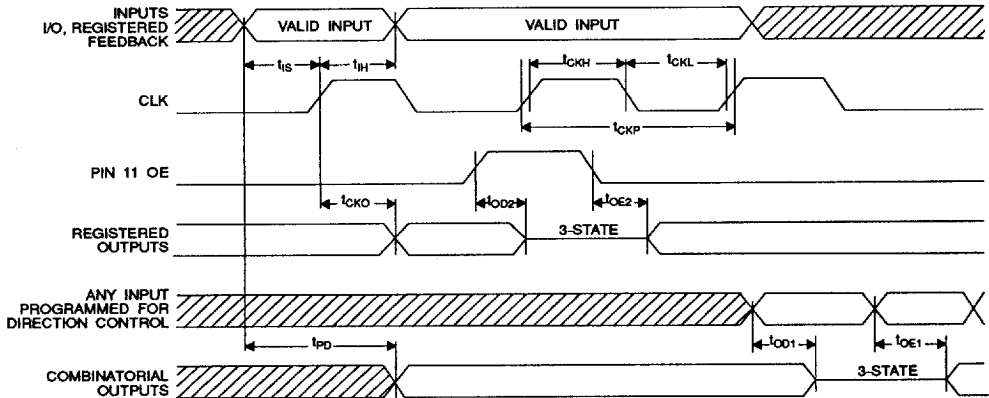 INPUTS
I/O, REGISTERED
FEEDBACK
VALID INPUT
VALID INPUT
tIS
tIH
tCKH
tCKL
CLK
tCKP
PIN 11 OE
tCKO
tOD2
tOE2
REGISTERED
OUTPUTS
3-STATE
ANY INPUT
PROGRAMMED FOR
DIRECTION CONTROL
tPD
tOD1
tOE1
COMBINATORIAL
OUTPUTS
3-STATE